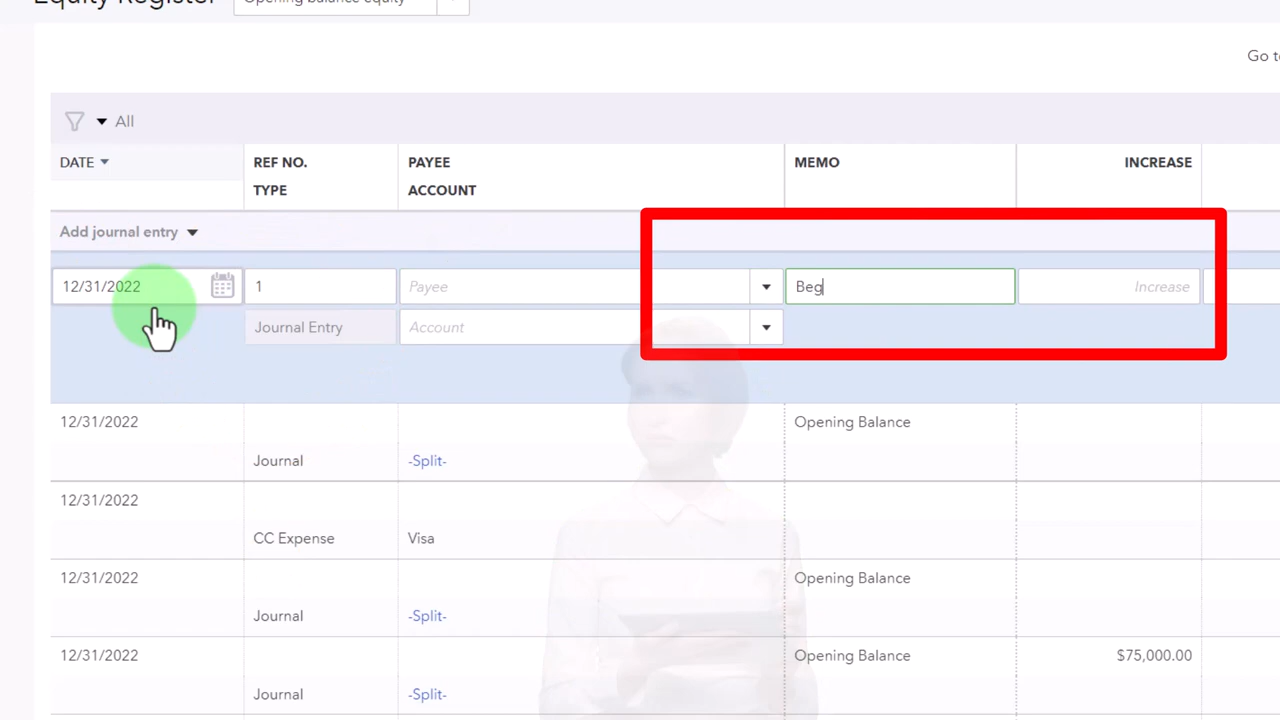 Equity Register Opening balance equity
Go to
All
DATE REF NO. PAYEE MEMO INCREASE
TYPE ACCOUNT
Add journal entry
12/31/2022 1 Payee Beg Increase
Journal Entry Account
12/31/2022 Opening Balance
Journal -Split-
12/31/2022
CC Expense Visa
12/31/2022 Opening Balance
Journal -Split-
12/31/2022 Opening Balance $75,000.00
Journal -Split-